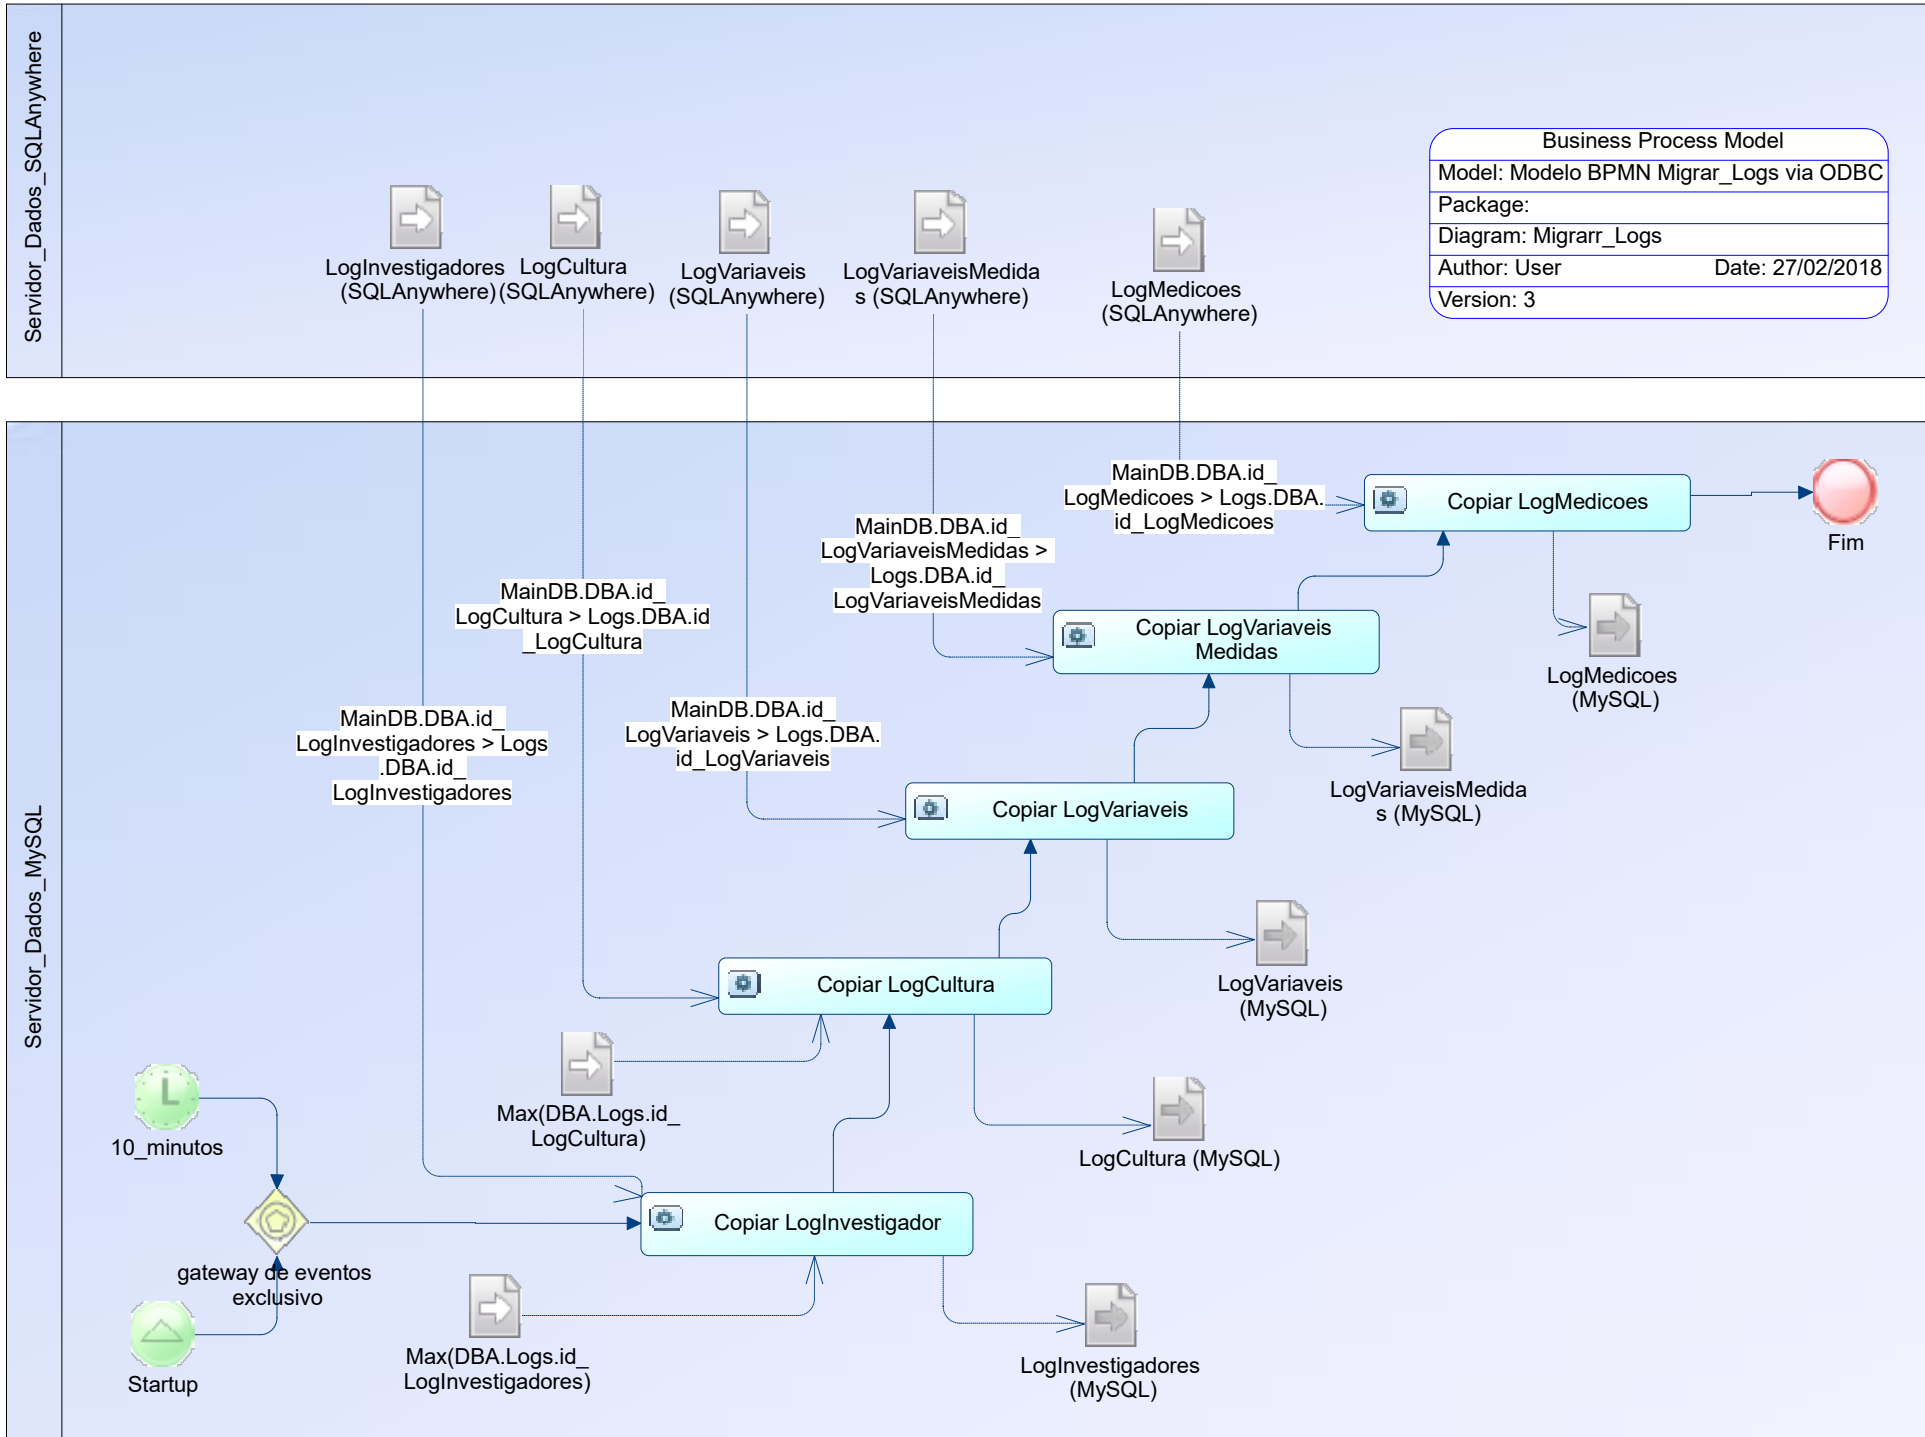 Servidor_Dados_SQLAnywhere
LogInvestigadores
(SQLAnywhere)
LogCultura
(SQLAnywhere)
LogVariaveis
(SQLAnywhere)
LogVariaveisMedida
s (SQLAnywhere)
LogMedicoes
(SQLAnywhere)
Business Process Model
Model: Modelo BPMN Migrar_Logs via ODBC
Package:
Diagram: Migrarr_Logs
Author: User Date: 27/02/2018
Version: 3
Servidor_Dados_MySQL
MainDB.DBA.id_
LogMedicoes > Logs.DBA.
id_LogMedicoes
Copiar LogMedicoes
Fim
MainDB.DBA.id_
LogVariaveisMedidas >
Logs.DBA.id_
LogVariaveisMedidas
MainDB.DBA.id_
LogCultura > Logs.DBA.id
_LogCultura
Copiar LogVariaveis
Medidas
LogMedicoes
(MySQL)
MainDB.DBA.id_
LogInvestigadores > Logs
.DBA.id_
LogInvestigadores
MainDB.DBA.id_
LogVariaveis > Logs.DBA.
id_LogVariaveis
LogVariaveisMedida
s (MySQL)
Copiar LogVariaveis
LogVariaveis
(MySQL)
Copiar LogCultura
Max(DBA.Logs.id_
LogCultura)
10_minutos
LogCultura (MySQL)
Copiar LogInvestigador
gateway de eventos
exclusivo
Max(DBA.Logs.id_
LogInvestigadores)
LogInvestigadores
(MySQL)
Startup